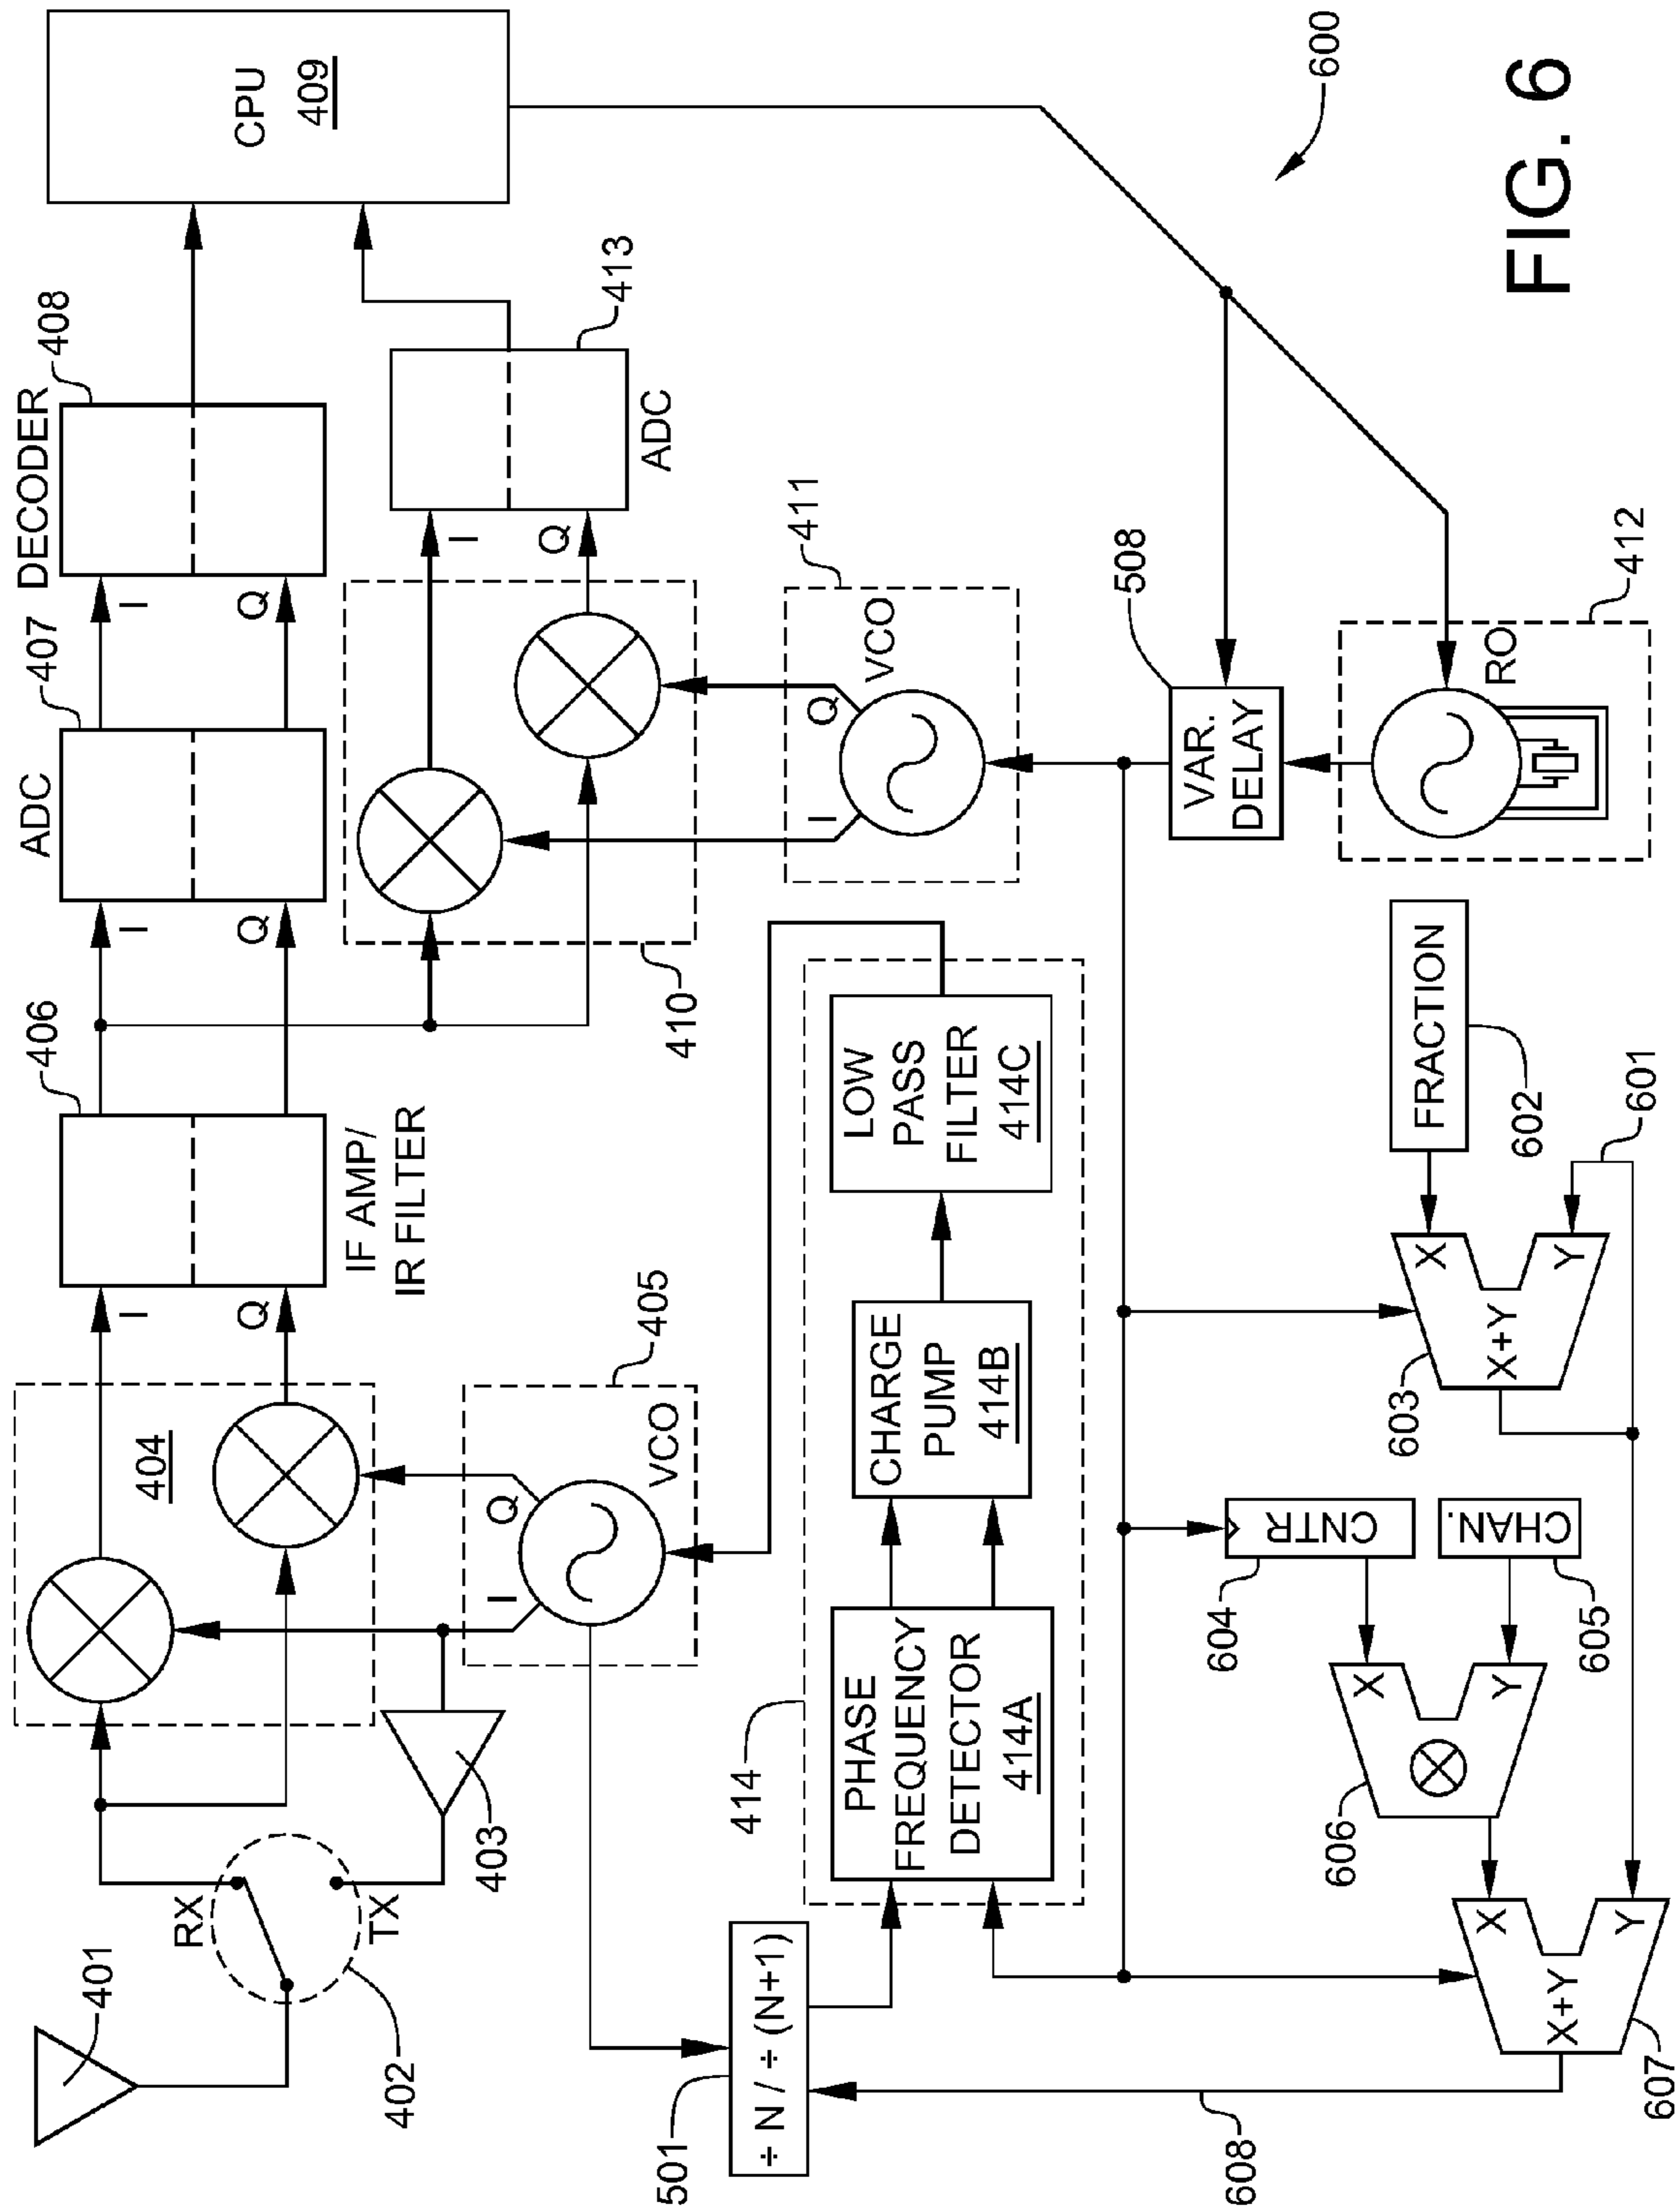 401
402
RX
TX
403
404
I
Q
405
VCO
I
Q
406
IF AMP/
IR FILTER
I
Q
407
ADC
I
Q
408
DECODER
CPU
409
410
I
Q
413
ADC
411
VCO
I
Q
508
VAR.
DELAY
412
RO
414
PHASE
FREQUENCY
DETECTOR
414A
CHARGE
PUMP
414B
LOW
PASS
FILTER
414C
501
÷ N / ÷ (N+1)
608
607
X
Y
X+Y
606
X
Y
604
CNTR
605
CHAN.
603
X
Y
X+Y
601
602
FRACTION
600
FIG. 6